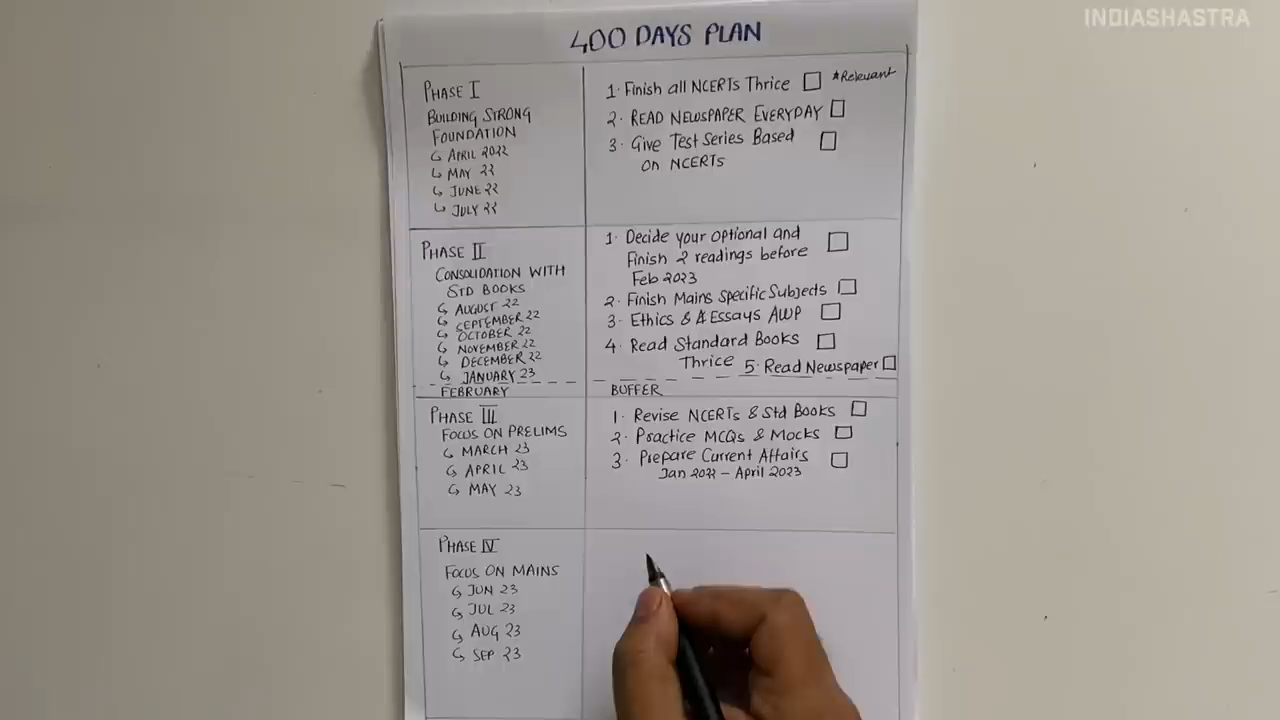 INDIASHASTRA
400 DAYS PLAN
PHASE I
BUILDING STRONG
FOUNDATION
↳ APRIL 2022
↳ MAY 22
↳ JUNE 22
↳ JULY 22
1. Finish all NCERTs Thrice *Relevant
2. READ NEWSPAPER EVERYDAY
3. Give Test Series Based
on NCERTs
PHASE II
CONSOLIDATION WITH
STD BOOKS
↳ AUGUST 22
↳ SEPTEMBER 22
↳ OCTOBER 22
↳ NOVEMBER 22
↳ DECEMBER 22
↳ JANUARY 23
1. Decide your optional and
Finish 2 readings before
Feb 2023
2. Finish Mains Specific Subjects
3. Ethics & Essays AWP
4. Read Standard Books
Thrice 5. Read Newspaper
FEBRUARY BUFFER
PHASE III
FOCUS ON PRELIMS
↳ MARCH 23
↳ APRIL 23
↳ MAY 23
1. Revise NCERTs & Std Books
2. Practice MCQs & Mocks
3. Prepare Current Affairs
Jan 2022 - April 2023
PHASE IV
FOCUS ON MAINS
↳ JUN 23
↳ JUL 23
↳ AUG 23
↳ SEP 23